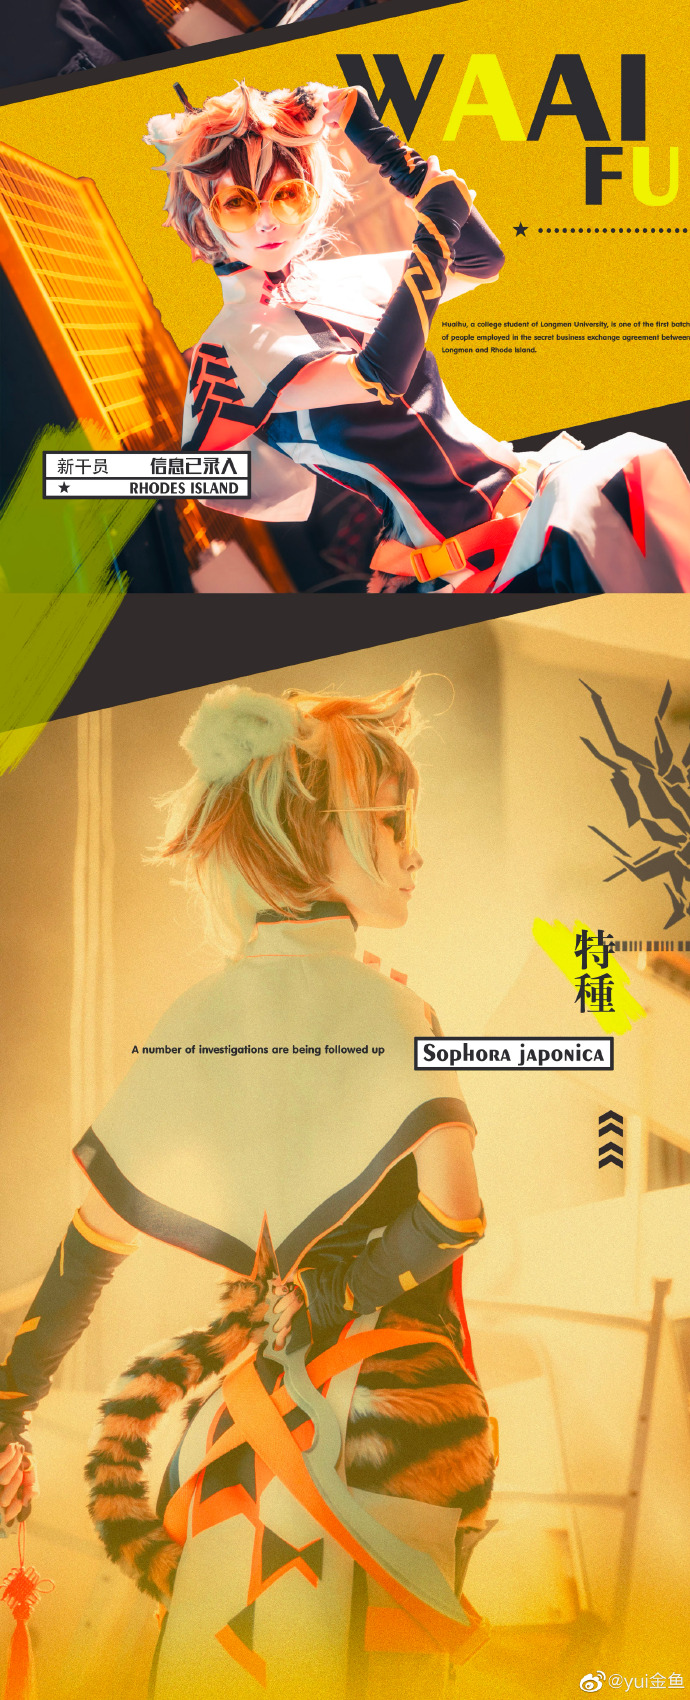 WAAI
FU
Huaihu, a college student of Longmen University, is one of the first batch
of people employed in the secret business exchange agreement between
Longmen and Rhode Island.
新干员 信息已录入
★ RHODES ISLAND
特
種
A number of investigations are being followed up
Sophora japonica
@yui金鱼